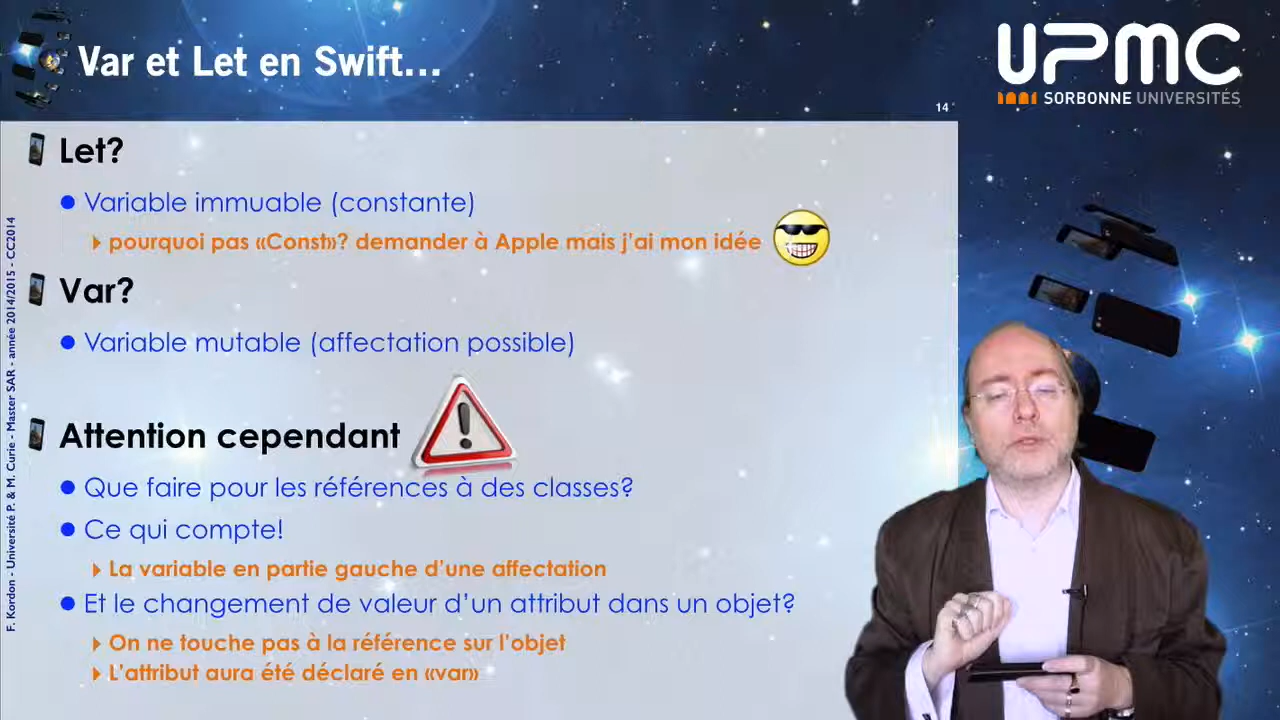 Var et Let en Swift...
UPMC
SORBONNE UNIVERSITÉS
14
Let?
Variable immuable (constante)
pourquoi pas «Const»? demander à Apple mais j'ai mon idée
Var?
Variable mutable (affectation possible)
Attention cependant
Que faire pour les références à des classes?
Ce qui compte!
La variable en partie gauche d'une affectation
Et le changement de valeur d'un attribut dans un objet?
On ne touche pas à la référence sur l'objet
L'attribut aura été déclaré en «var»
F. Kordon - Université P. & M. Curie - Master SAR - année 2014/2015 - CC2014